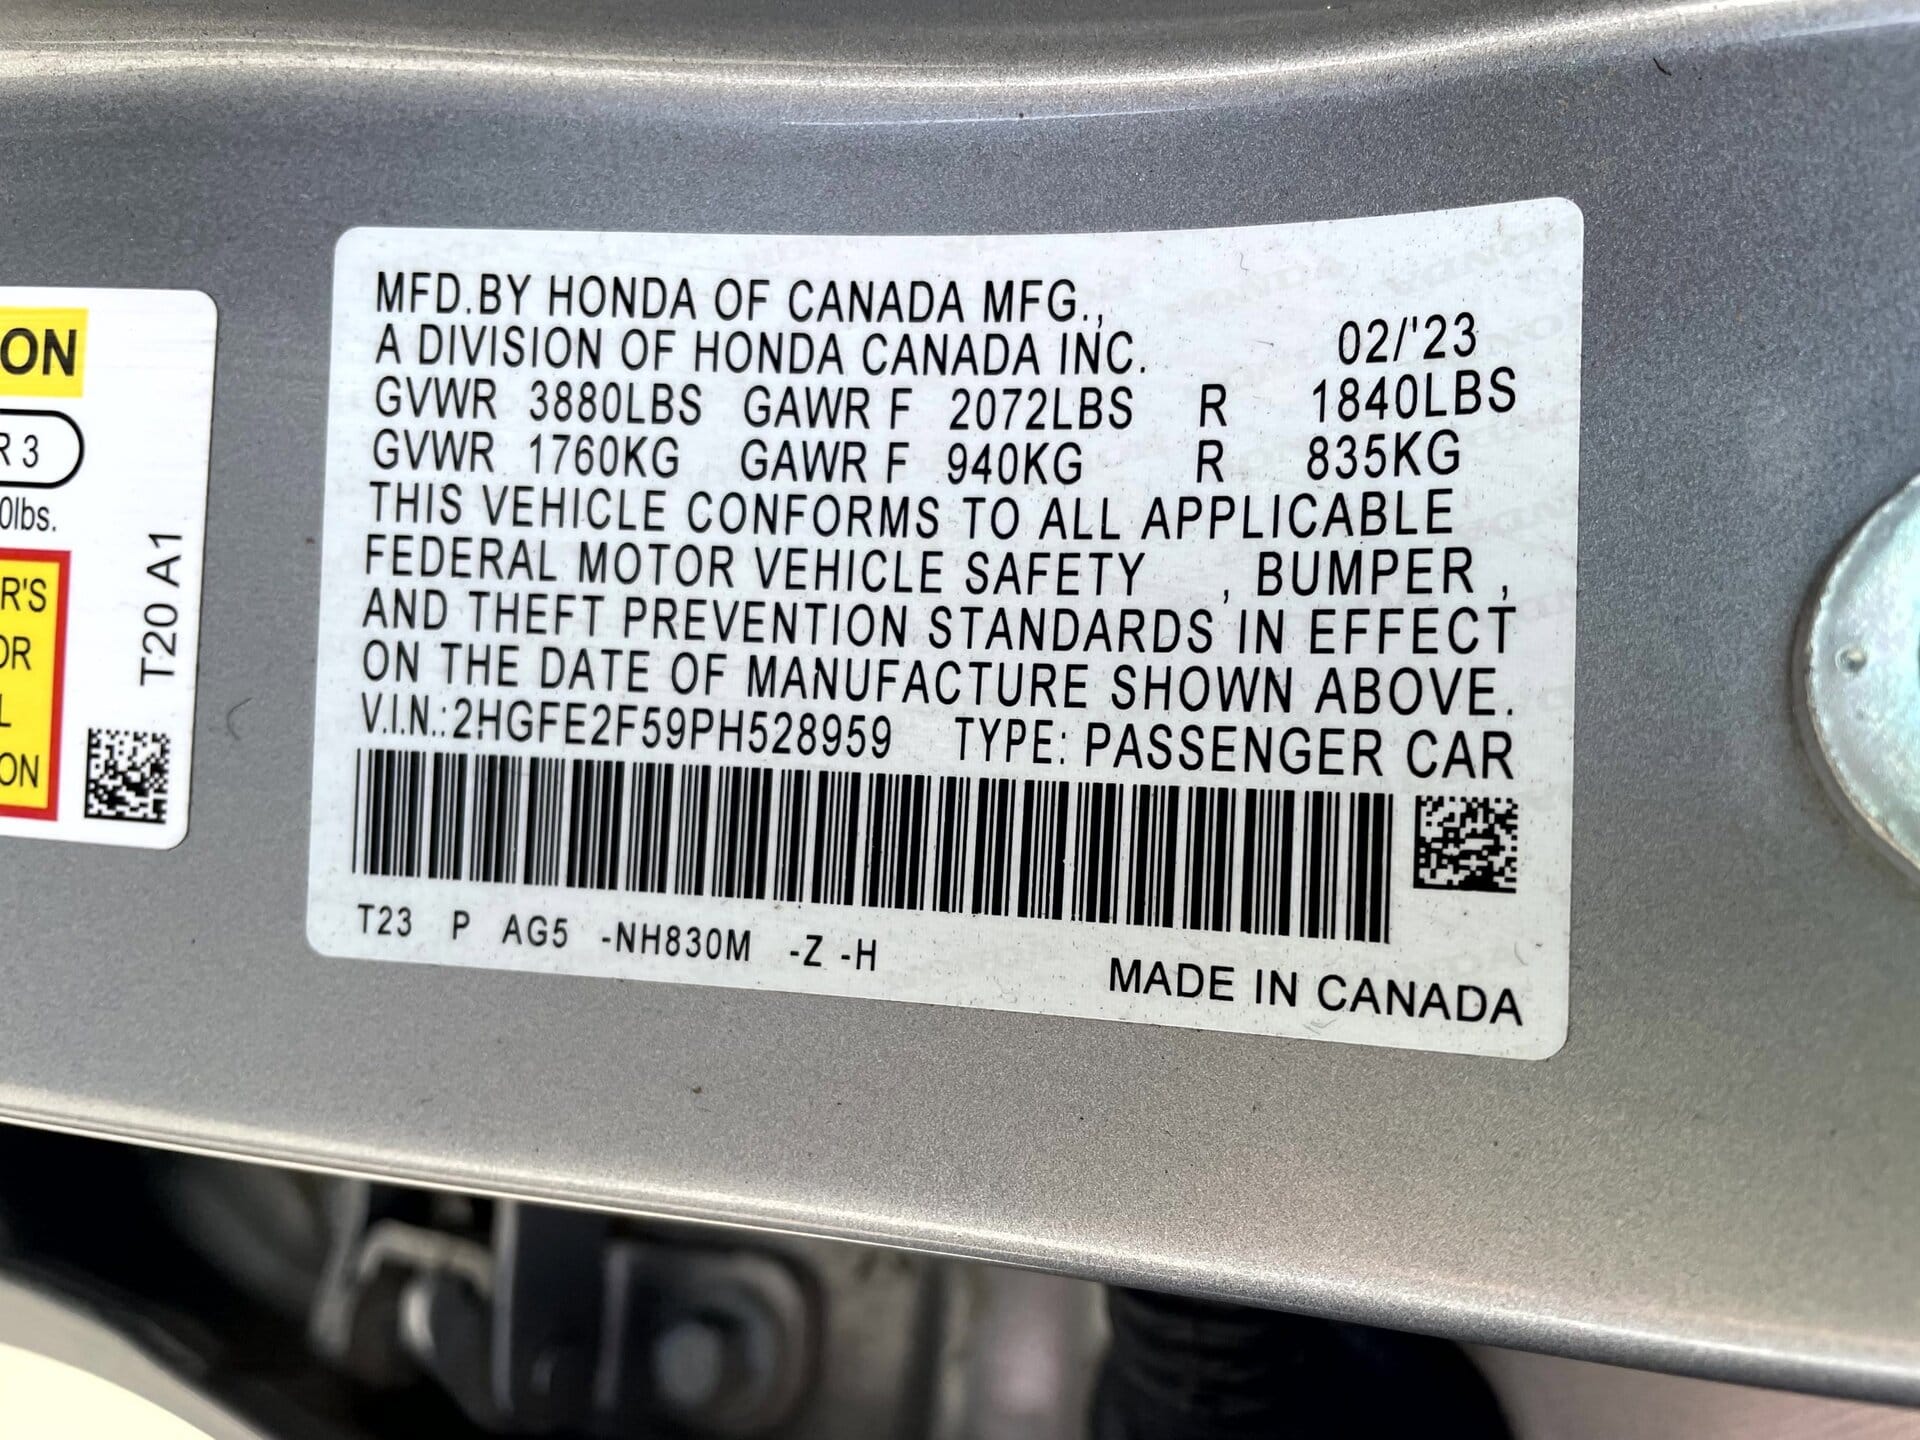 ON
R 3
0lbs.
R'S
OR
L
ON
T20 A1
MFD.BY HONDA OF CANADA MFG.,
A DIVISION OF HONDA CANADA INC. 02/'23
GVWR 3880LBS GAWR F 2072LBS R 1840LBS
GVWR 1760KG GAWR F 940KG R 835KG
THIS VEHICLE CONFORMS TO ALL APPLICABLE
FEDERAL MOTOR VEHICLE SAFETY , BUMPER ,
AND THEFT PREVENTION STANDARDS IN EFFECT
ON THE DATE OF MANUFACTURE SHOWN ABOVE.
V.I.N.:2HGFE2F59PH528959 TYPE: PASSENGER CAR
T23 P AG5 -NH830M -Z -H
MADE IN CANADA